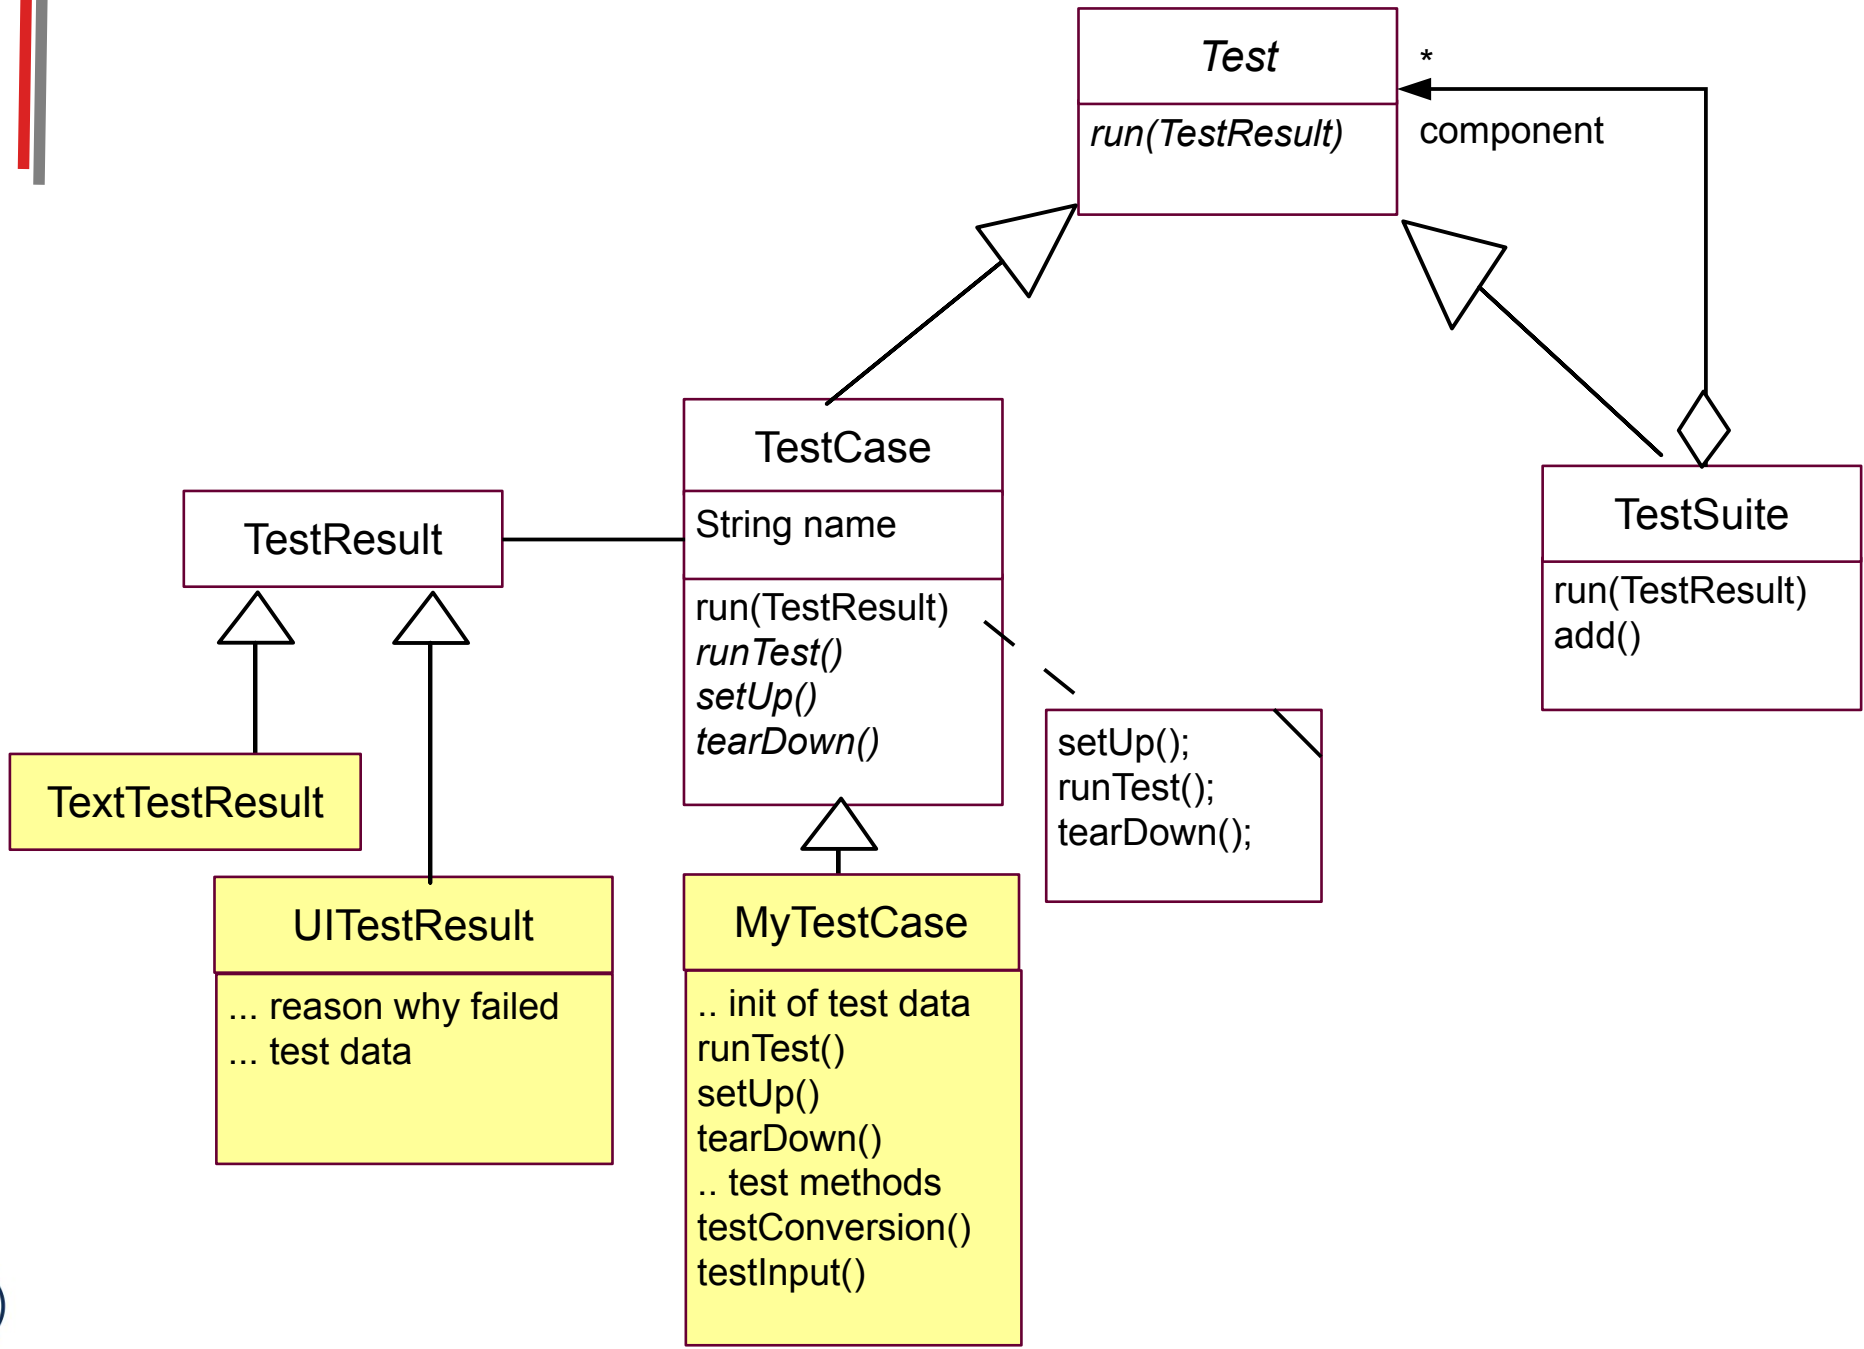 Test
run(TestResult)
*
component
TestCase
String name
run(TestResult)
runTest()
setUp()
tearDown()
TestSuite
run(TestResult)
add()
TestResult
setUp();
runTest();
tearDown();
TextTestResult
UITestResult
... reason why failed
... test data
MyTestCase
.. init of test data
runTest()
setUp()
tearDown()
.. test methods
testConversion()
testInput()